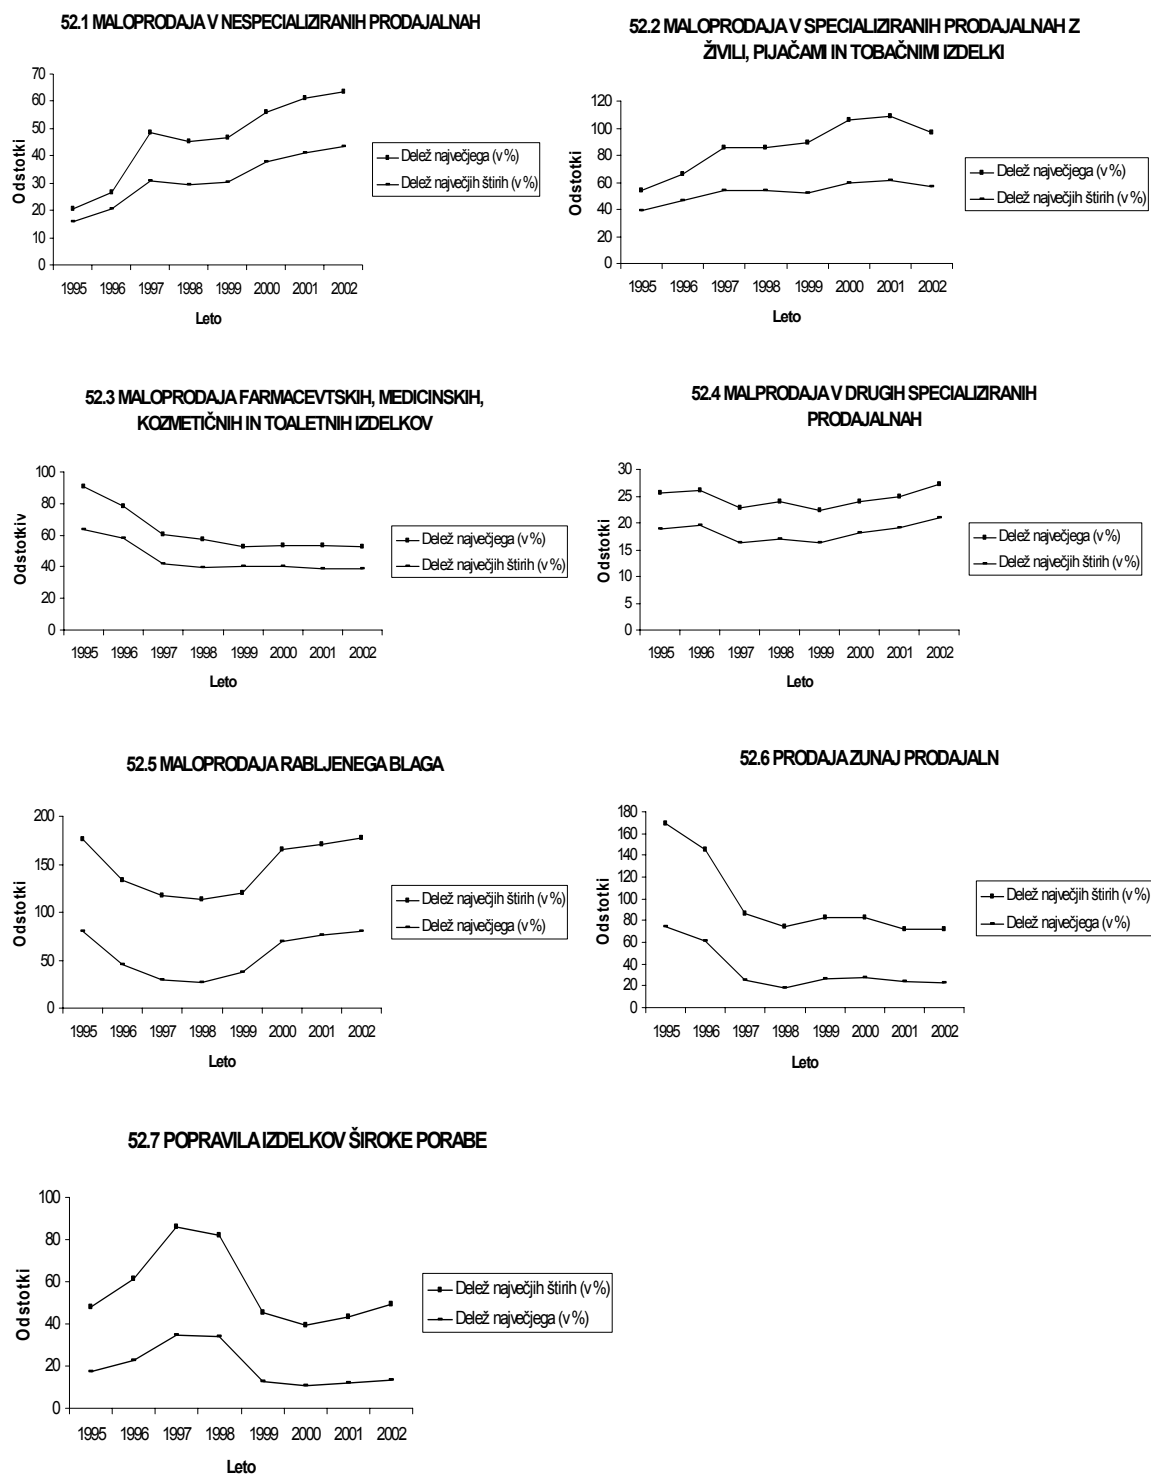 52.1 MALOPRODAJA V NESPECIALIZIRANIH PRODAJALNAH
70
60
50
40
30
20
10
0
Odstotki
1995 1996 1997 1998 1999 2000 2001 2002
Leto
Delež največjega (v %)
Delež največjih štirih (v %)
52.2 MALOPRODAJA V SPECIALIZIRANIH PRODAJALNAH Z
ŽIVILI, PIJAČAMI IN TOBAČNIMI IZDELKI
120
100
80
60
40
20
0
Odstotki
1995 1996 1997 1998 1999 2000 2001 2002
Leto
Delež največjega (v %)
Delež največjih štirih (v %)
52.3 MALOPRODAJA FARMACEVTSKIH, MEDICINSKIH,
KOZMETIČNIH IN TOALETNIH IZDELKOV
100
80
60
40
20
0
Odstotkiv
1995 1996 1997 1998 1999 2000 2001 2002
Leto
Delež največjega (v %)
Delež največjih štirih (v %)
52.4 MALPRODAJA V DRUGIH SPECIALIZIRANIH
PRODAJALNAH
30
25
20
15
10
5
0
Odstotki
1995 1996 1997 1998 1999 2000 2001 2002
Leto
Delež največjega (v %)
Delež največjih štirih (v %)
52.5 MALOPRODAJA RABLJENEGA BLAGA
200
150
100
50
0
Odstotki
1995 1996 1997 1998 1999 2000 2001 2002
Leto
Delež največjih štirih (v %)
Delež največjega (v %)
52.6 PRODAJA ZUNAJ PRODAJALN
180
160
140
120
100
80
60
40
20
0
Odstotki
1995 1996 1997 1998 1999 2000 2001 2002
Leto
Delež največjih štirih (v %)
Delež največjega (v %)
52.7 POPRAVILA IZDELKOV ŠIROKE PORABE
100
80
60
40
20
0
Odstotki
1995 1996 1997 1998 1999 2000 2001 2002
Leto
Delež največjih štirih (v %)
Delež največjega (v %)